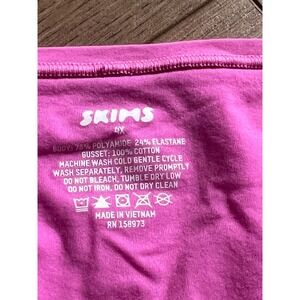 SKIMS
4X
BODY: 76% POLYAMIDE 24% ELASTANE
GUSSET: 100% COTTON
MACHINE WASH COLD GENTLE CYCLE
WASH SEPARATELY, REMOVE PROMPTLY
DO NOT BLEACH, TUMBLE DRY LOW
DO NOT IRON, DO NOT DRY CLEAN
MADE IN VIETNAM
RN 158973